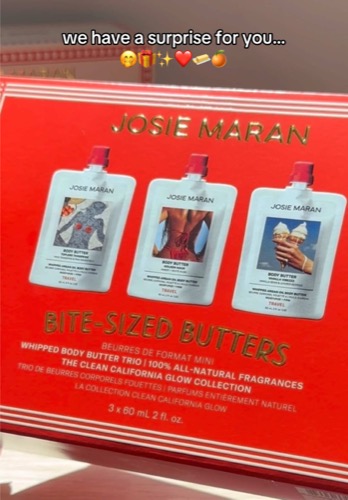 we have a surprise for you...
JOSIE MARAN
JOSIE MARAN
JOSIE MARAN
JOSIE MARAN
BODY BUTTER
BODY BUTTER
BODY BUTTER
TRAVEL
TRAVEL
TRAVEL
BITE-SIZED BUTTERS
BEURRES DE FORMAT MINI
WHIPPED BODY BUTTER TRIO | 100% ALL-NATURAL FRAGRANCES
THE CLEAN CALIFORNIA GLOW COLLECTION
TRIO DE BEURRES CORPORELS FOUETTÉS | PARFUMS ENTIÈREMENT NATUREL
LA COLLECTION CLEAN CALIFORNIA GLOW
3 x 60 mL 2 fl. oz.